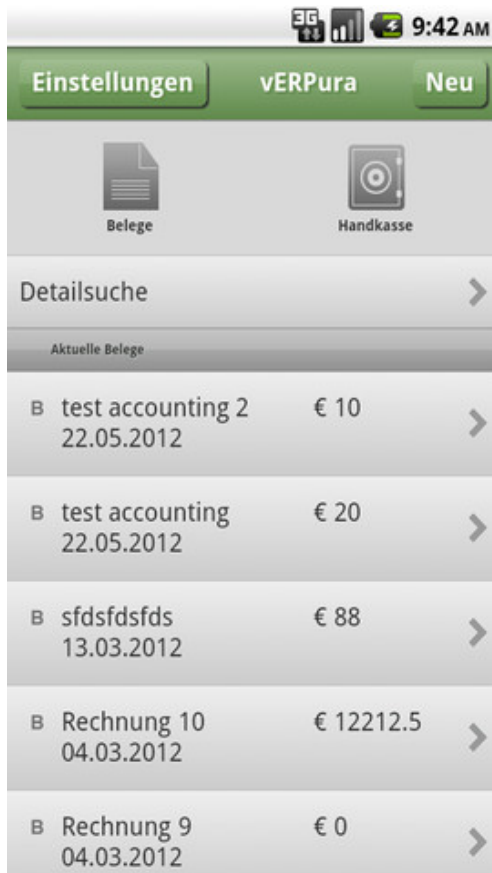 3G 9:42 AM
Einstellungen vERPura Neu
Belege Handkasse
Detailsuche
Aktuelle Belege
B test accounting 2 € 10
22.05.2012
B test accounting € 20
22.05.2012
B sfdsfdsfds € 88
13.03.2012
B Rechnung 10 € 12212.5
04.03.2012
B Rechnung 9 € 0
04.03.2012